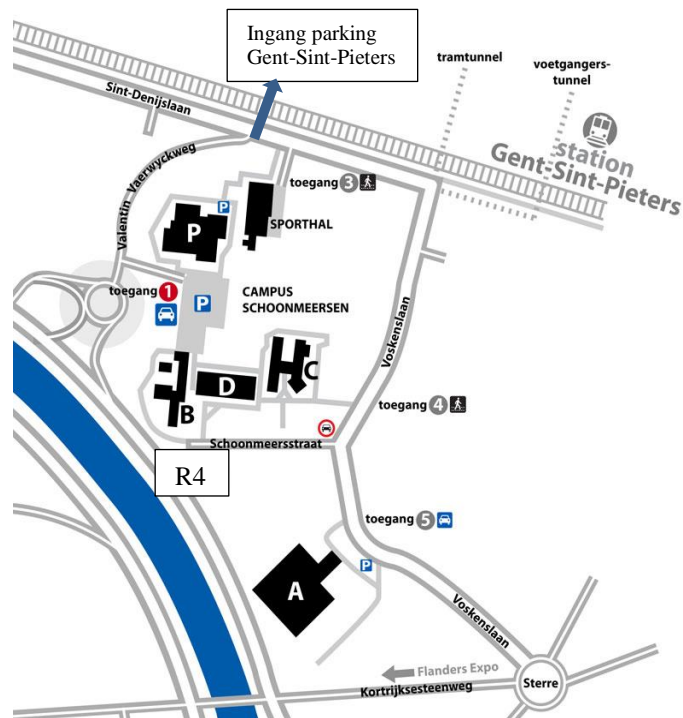 Ingang parking
Gent-Sint-Pieters
tramtunnel
voetgangers-
tunnel
Sint-Denijslaan
station
Gent-Sint-Pieters
Valentin Vaerwyckweg
toegang 3
P
P
SPORTHAL
toegang 1
P
CAMPUS
SCHOONMEERSEN
Voskenslaan
C
D
B
toegang 4
Schoonmeersstraat
R4
toegang 5
P
A
Voskenslaan
Flanders Expo
Kortrijksesteenweg
Sterre